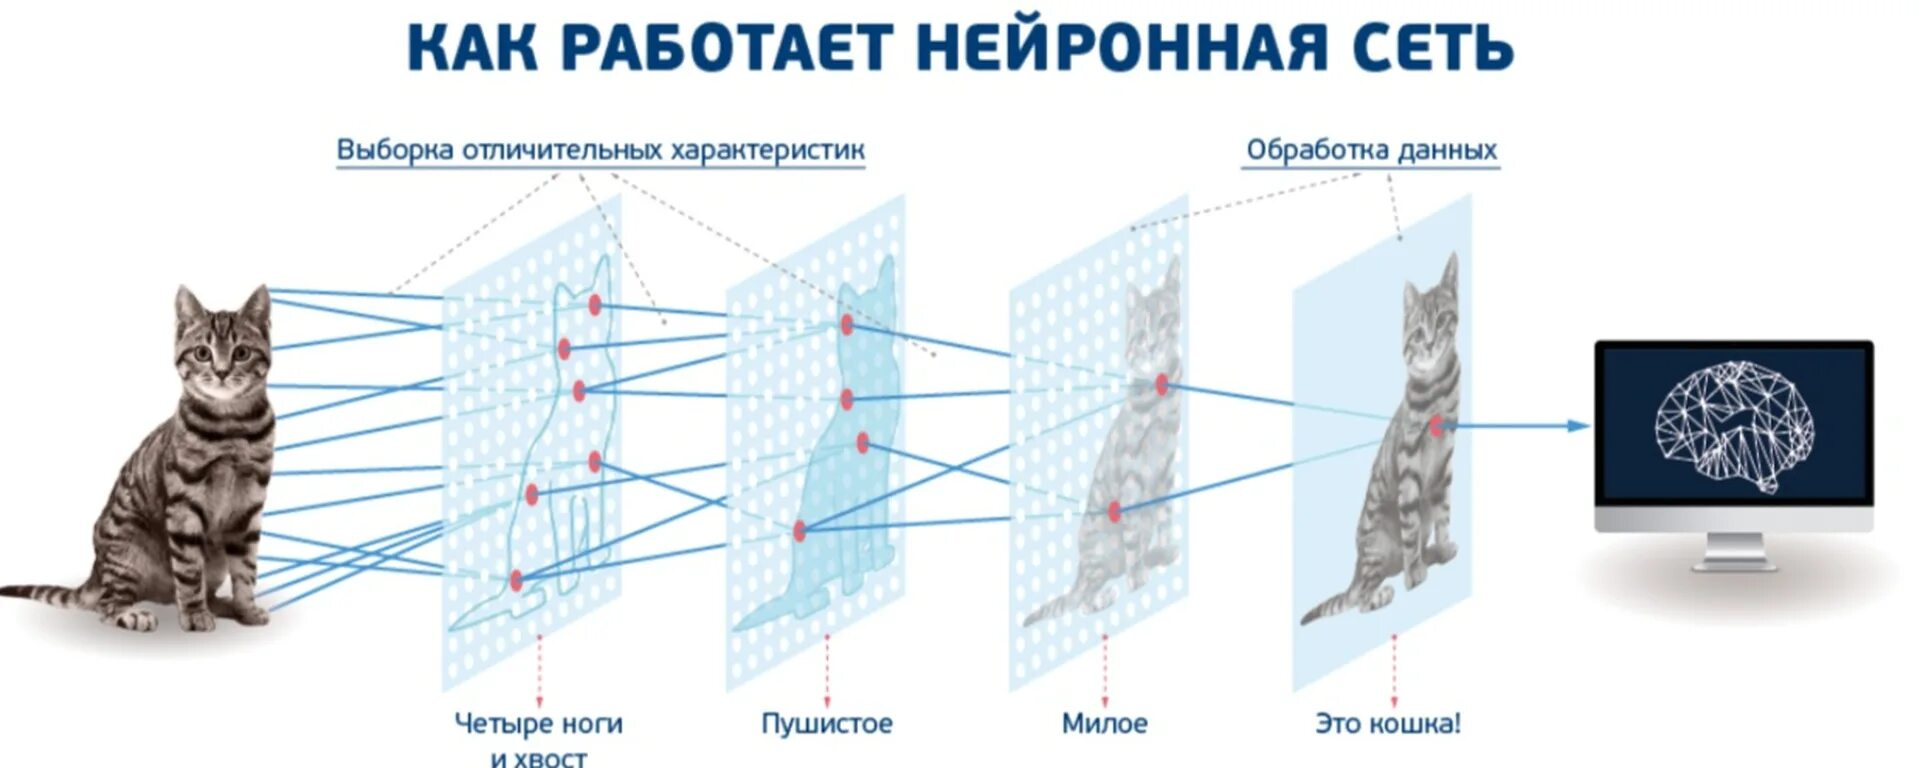 КАК РАБОТАЕТ НЕЙРОННАЯ СЕТЬ
Выборка отличительных характеристик
Обработка данных
Четыре ноги
и хвост
Пушистое
Милое
Это кошка!